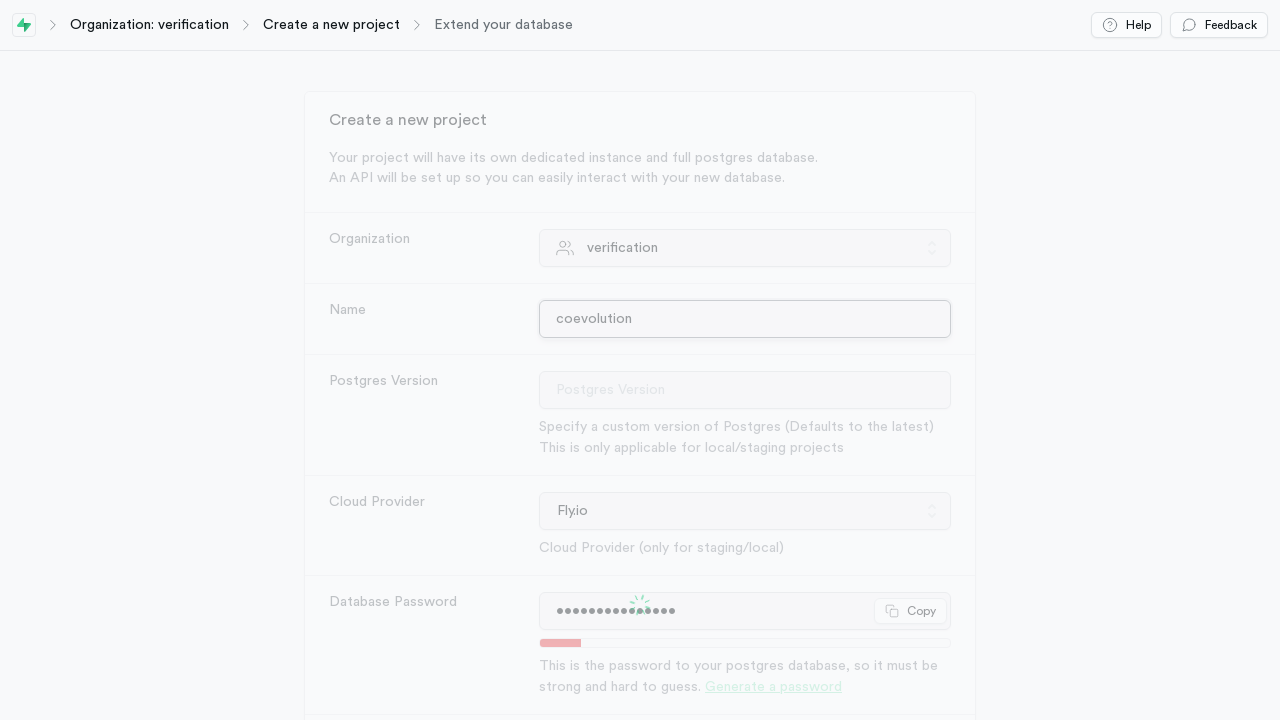 Organization: verification
Create a new project
Extend your database
Help
Feedback
Create a new project
Your project will have its own dedicated instance and full postgres database.
An API will be set up so you can easily interact with your new database.
Organization
verification
Name
coevolution
Postgres Version
Postgres Version
Specify a custom version of Postgres (Defaults to the latest)
This is only applicable for local/staging projects
Cloud Provider
Fly.io
Cloud Provider (only for staging/local)
Database Password
•••••••••••••••
Copy
This is the password to your postgres database, so it must be
strong and hard to guess. Generate a password